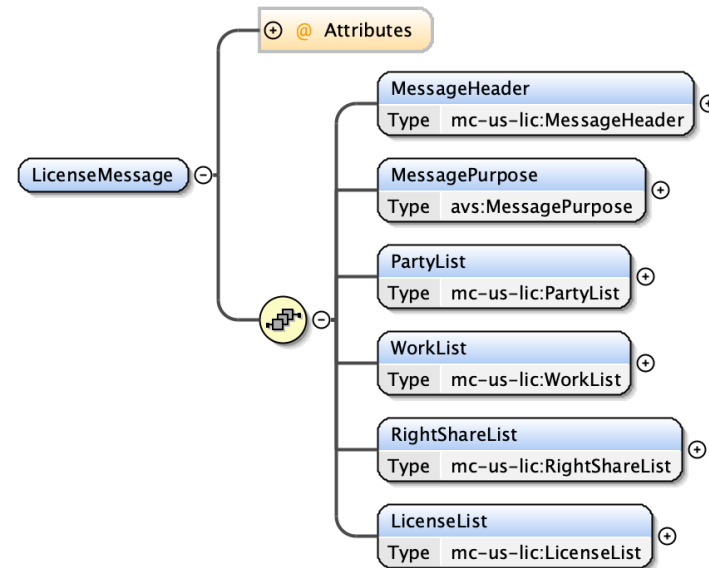 @ Attributes
LicenseMessage
MessageHeader
Type mc-us-lic:MessageHeader
MessagePurpose
Type avs:MessagePurpose
PartyList
Type mc-us-lic:PartyList
WorkList
Type mc-us-lic:WorkList
RightShareList
Type mc-us-lic:RightShareList
LicenseList
Type mc-us-lic:LicenseList